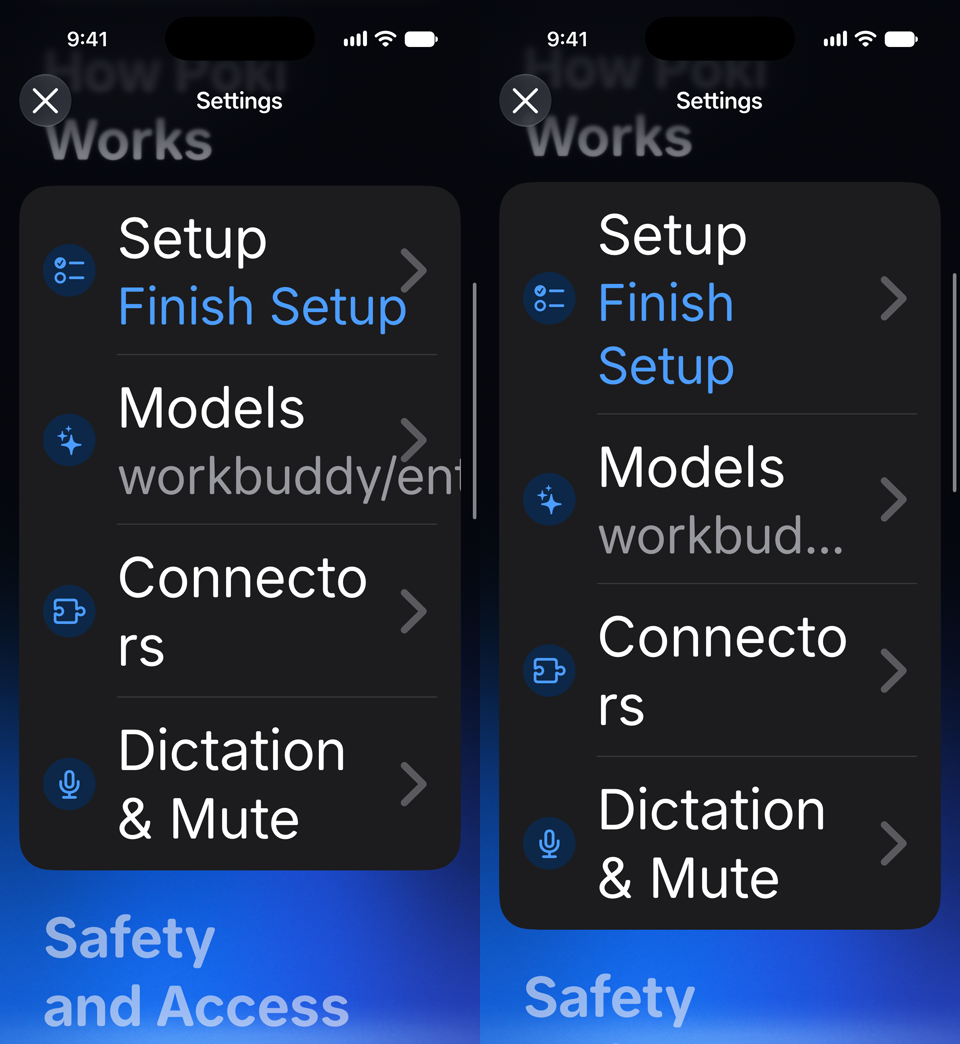 9:41
Settings
How Poki
Works
Setup
Finish Setup
Models
workbuddy/ent
Connecto
rs
Dictation
& Mute
Safety
and Access
9:41
Settings
How Poki
Works
Setup
Finish
Setup
Models
workbud...
Connecto
rs
Dictation
& Mute
Safety